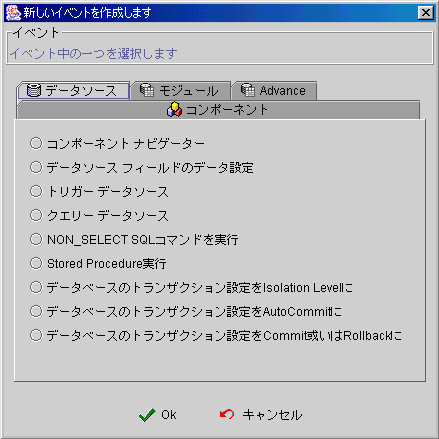 新しいイベントを作成します
イベント
イベント中の一つを選択します
データソース モジュール Advance
コンポーネント
コンポーネント ナビゲーター
データソース フィールドのデータ設定
トリガー データソース
クエリー データソース
NON_SELECT SQLコマンドを実行
Stored Procedure実行
データベースのトランザクション設定をIsolation Levelに
データベースのトランザクション設定をAutoCommitに
データベースのトランザクション設定をCommit或いはRollbackに
Ok キャンセル